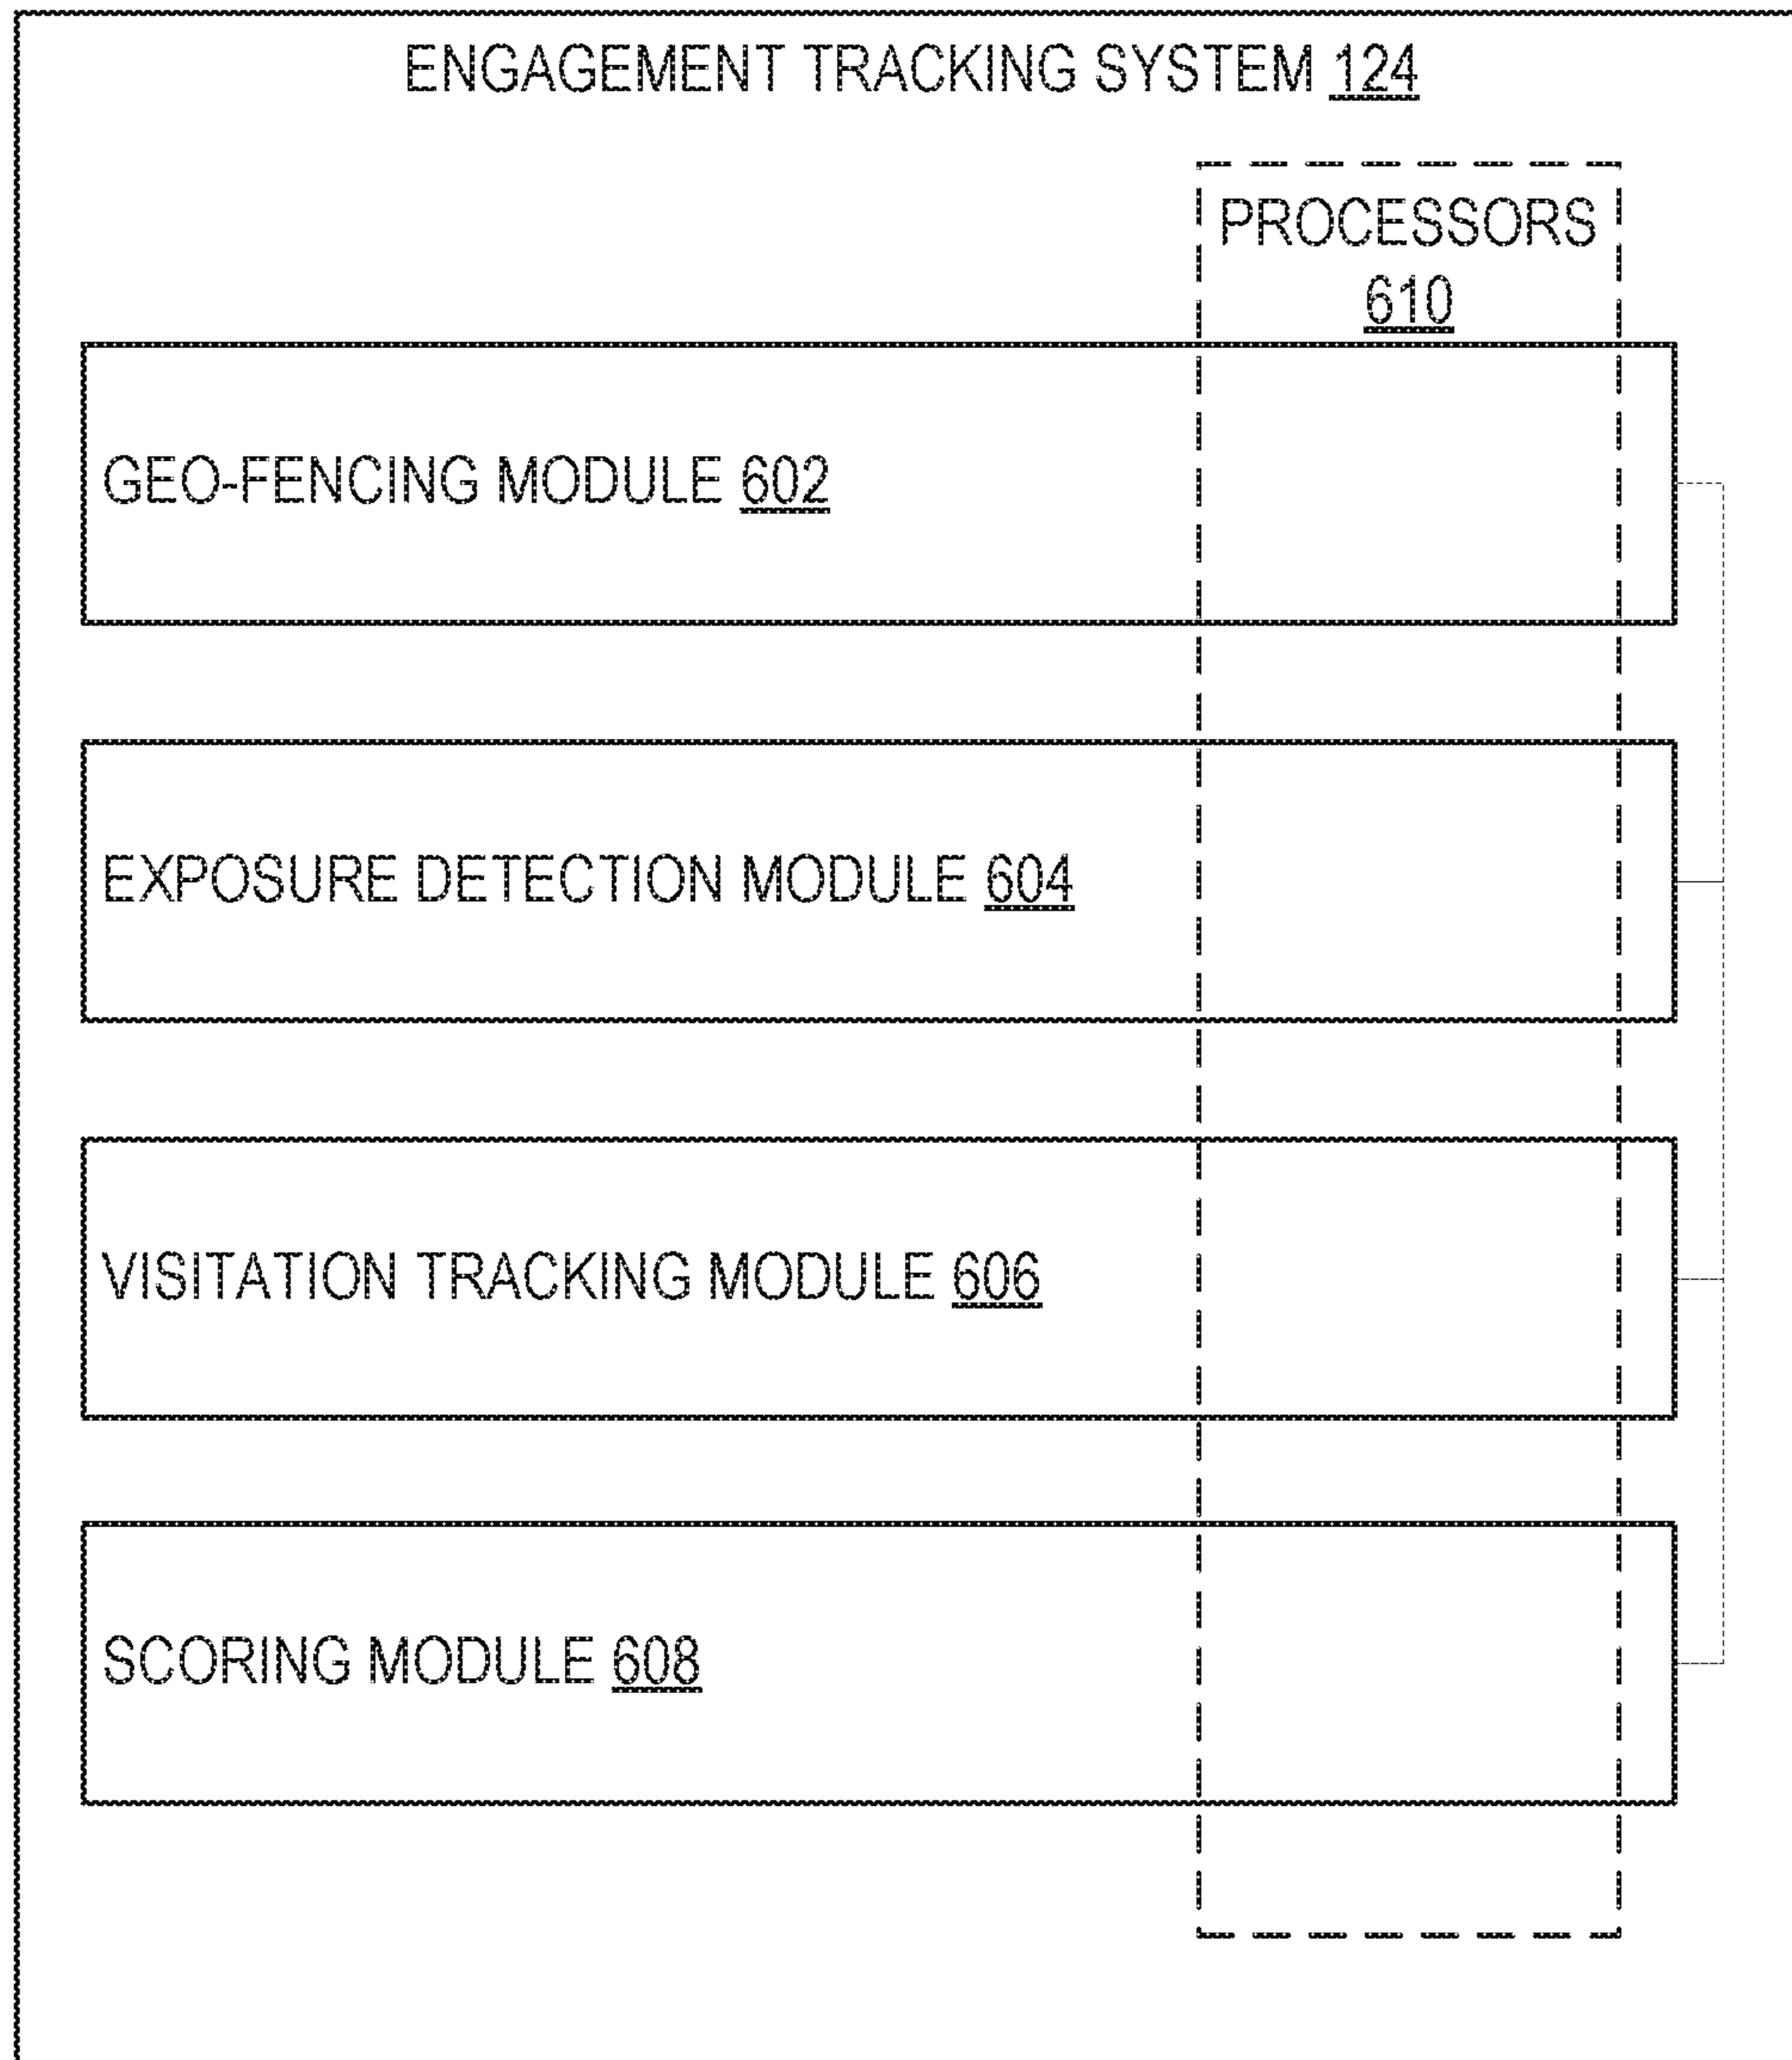 ENGAGEMENT TRACKING SYSTEM 124
PROCESSORS
610
GEO-FENCING MODULE 602
EXPOSURE DETECTION MODULE 604
VISITATION TRACKING MODULE 606
SCORING MODULE 608